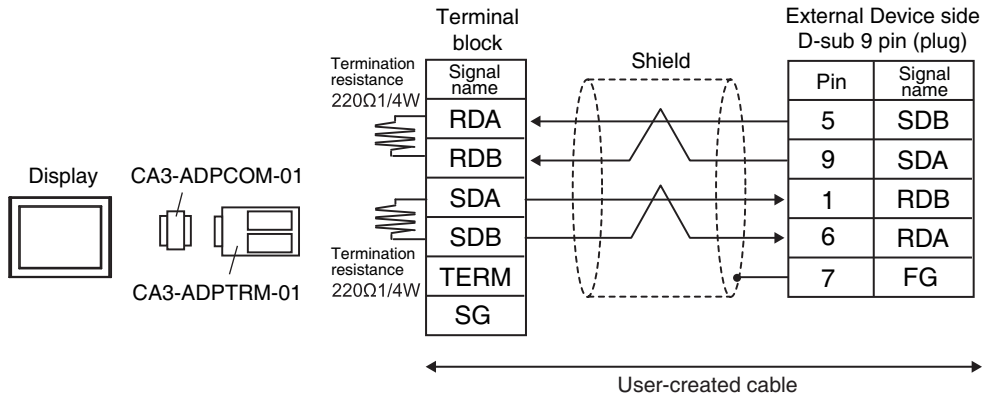 Terminal
block
External Device side
D-sub 9 pin (plug)
Termination
resistance
220Ω1/4W
Shield
Signal
name
Pin
Signal
name
RDA
5
SDB
RDB
9
SDA
Display
CA3-ADPCOM-01
SDA
1
RDB
SDB
6
RDA
Termination
resistance
220Ω1/4W
CA3-ADPTRM-01
TERM
7
FG
SG
User-created cable